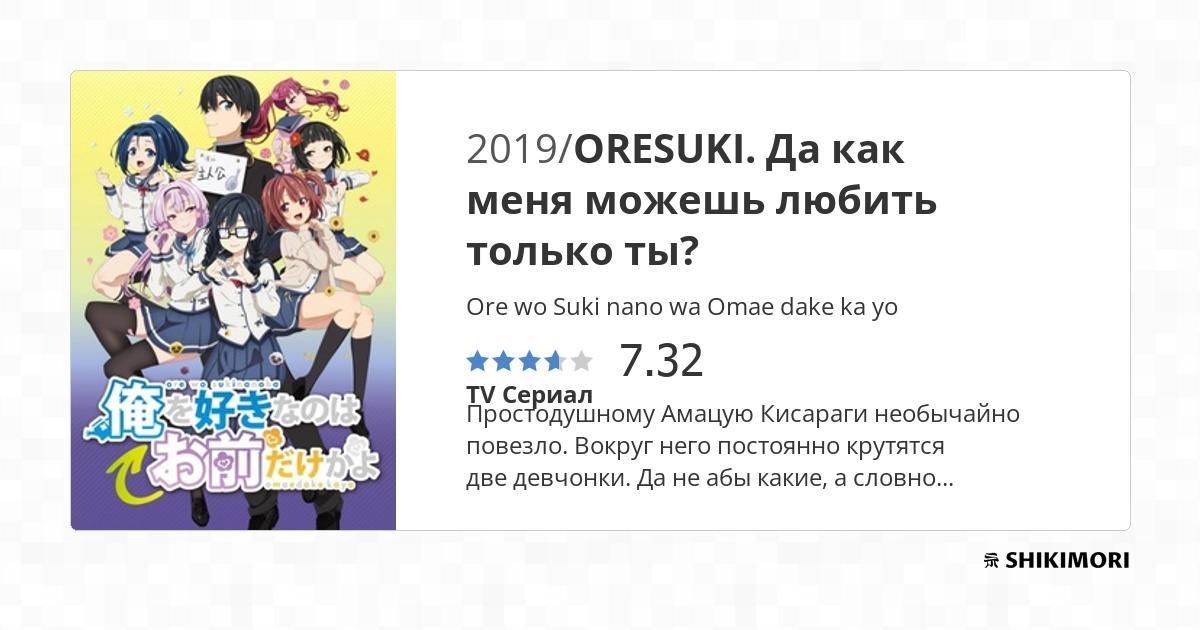 主人公
ore wo sukinanoha
俺を好きなのは
お前だけかよ
omaedake kayo
2019/ORESUKI. Да как
меня можешь любить
только ты?
Ore wo Suki nano wa Omae dake ka yo
7.32
TV Сериал
Простодушному Амацую Кисараги необычайно
повезло. Вокруг него постоянно крутятся
две девчонки. Да не абы какие, а словно...
SHIKIMORI